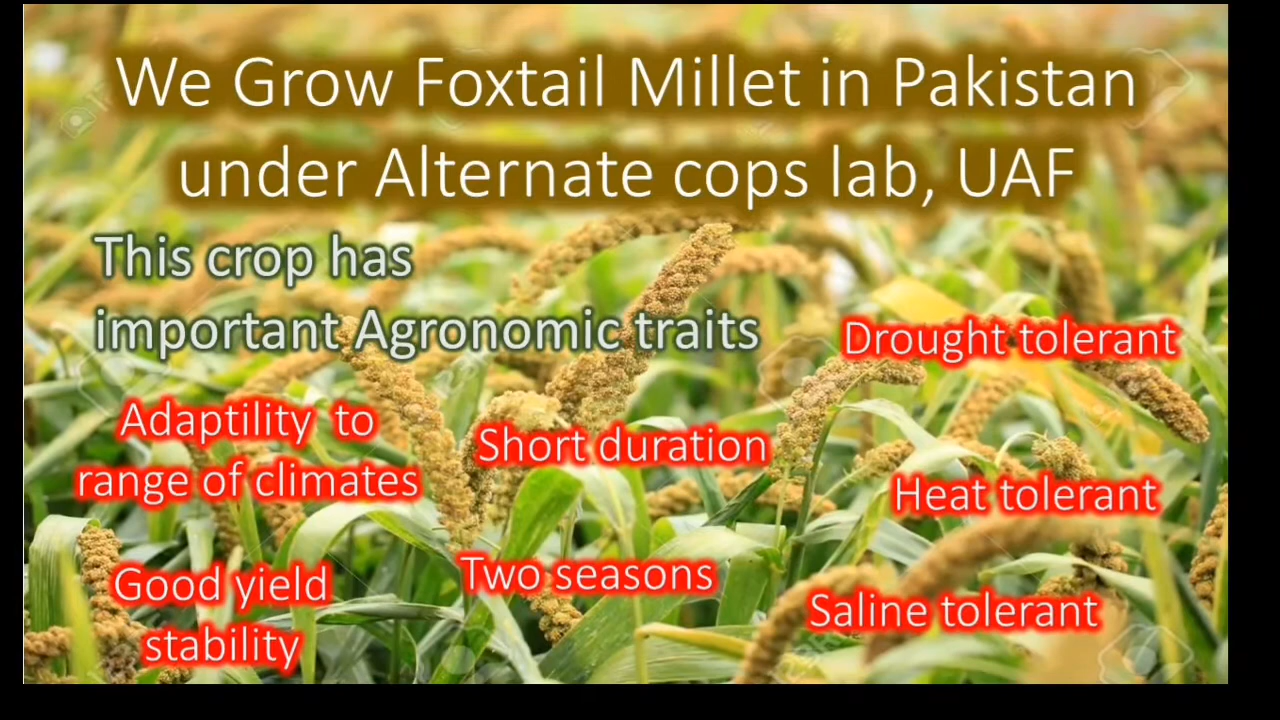 We Grow Foxtail Millet in Pakistan
under Alternate cops lab, UAF
This crop has
important Agronomic traits
Drought tolerant
Adaptility to
range of climates
Short duration
Heat tolerant
Good yield
stability
Two seasons
Saline tolerant